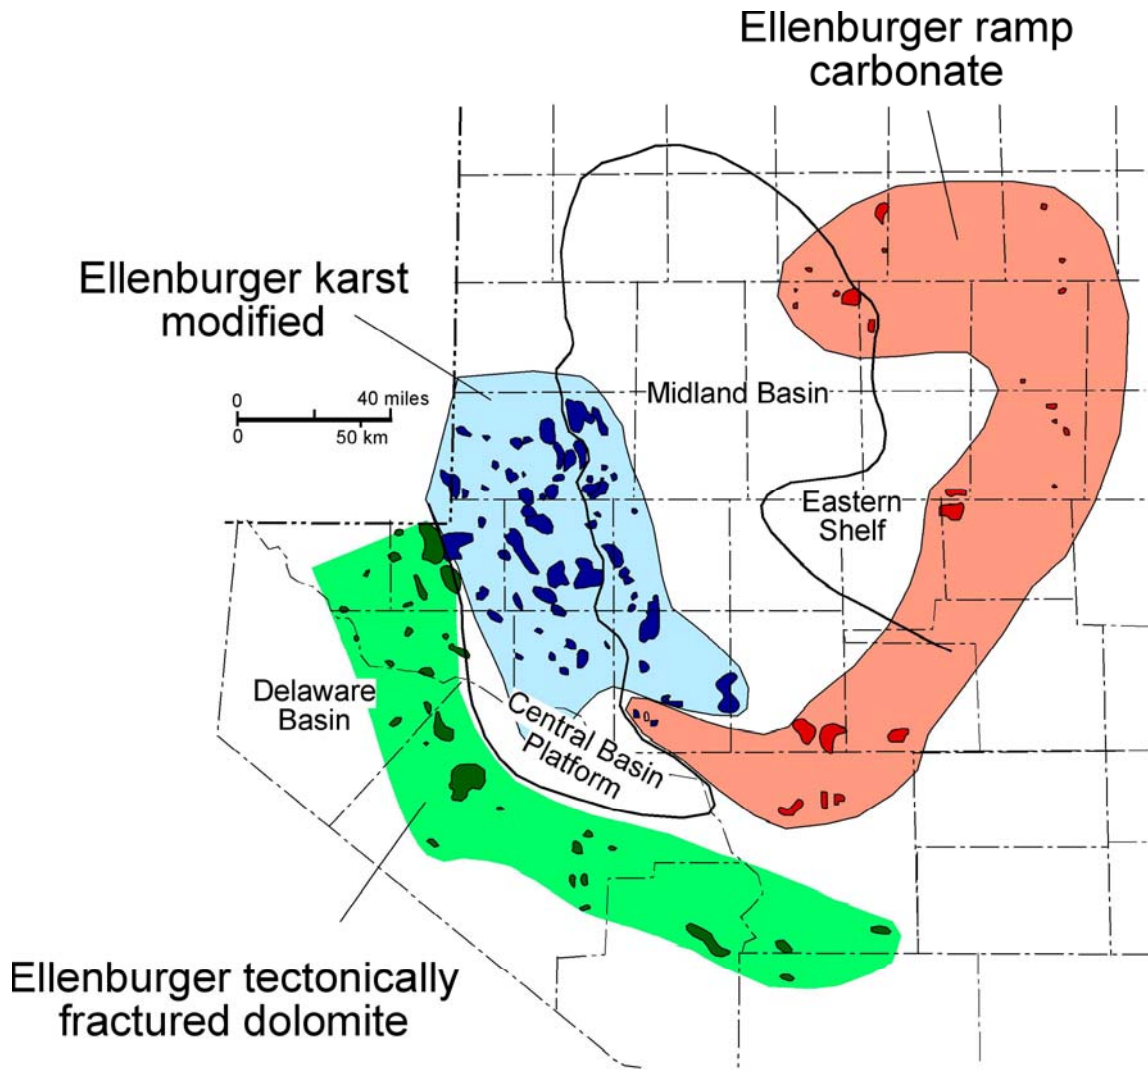 Ellenburger ramp
carbonate
Ellenburger karst
modified
0 40 miles
0 50 km
Midland Basin
Eastern
Shelf
Delaware
Basin
Central Basin
Platform
Ellenburger tectonically
fractured dolomite